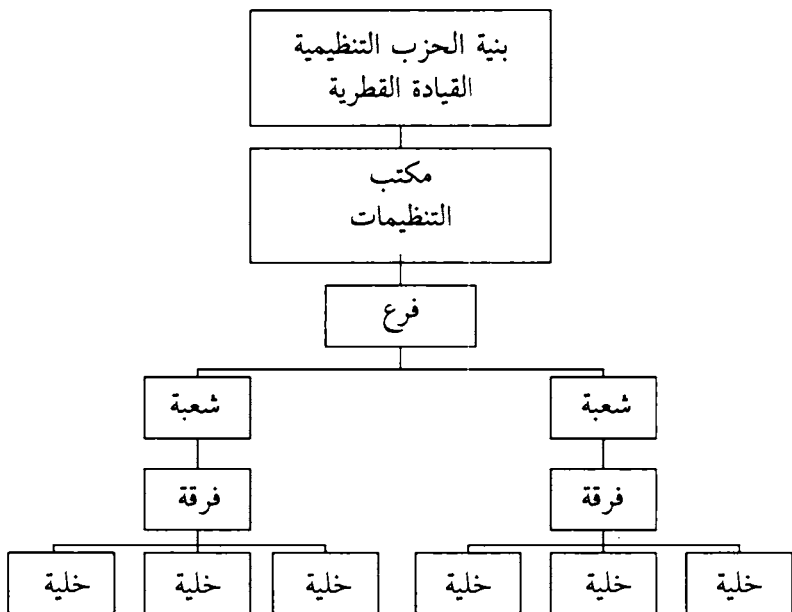 بنية الحزب التنظيمية
القيادة القطرية
مكتب
التنظيمات
فرع
شعبة
شعبة
فرقة
فرقة
خلية
خلية
خلية
خلية
خلية
خلية